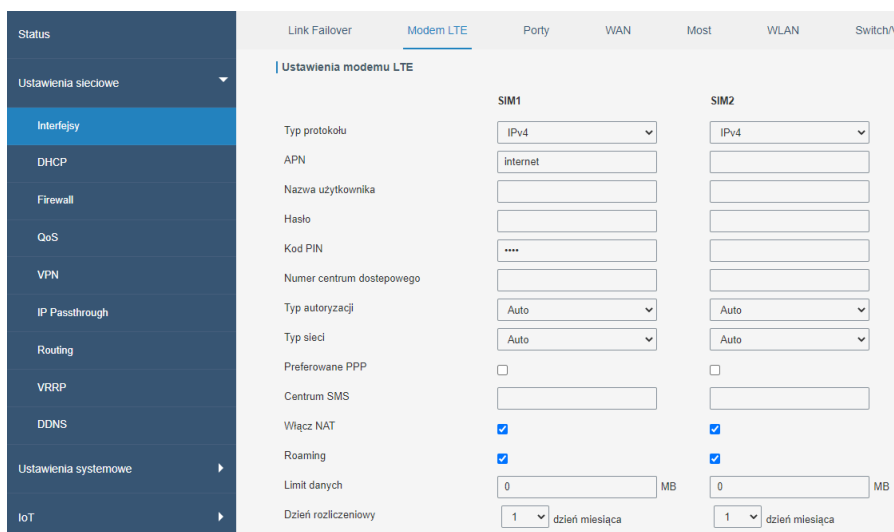 Status
Ustawienia sieciowe
Interfejsy
DHCP
Firewall
QoS
VPN
IP Passthrough
Routing
VRRP
DDNS
Ustawienia systemowe
IoT
Link Failover Modem LTE Porty WAN Most WLAN Switch/
Ustawienia modemu LTE
SIM1 SIM2
Typ protokołu IPv4 IPv4
APN internet
Nazwa użytkownika
Hasło
Kod PIN ••••
Numer centrum dostepowego
Typ autoryzacji Auto Auto
Typ sieci Auto Auto
Preferowane PPP
Centrum SMS
Włącz NAT
Roaming
Limit danych 0 MB 0 MB
Dzień rozliczeniowy 1 dzień miesiąca 1 dzień miesiąca